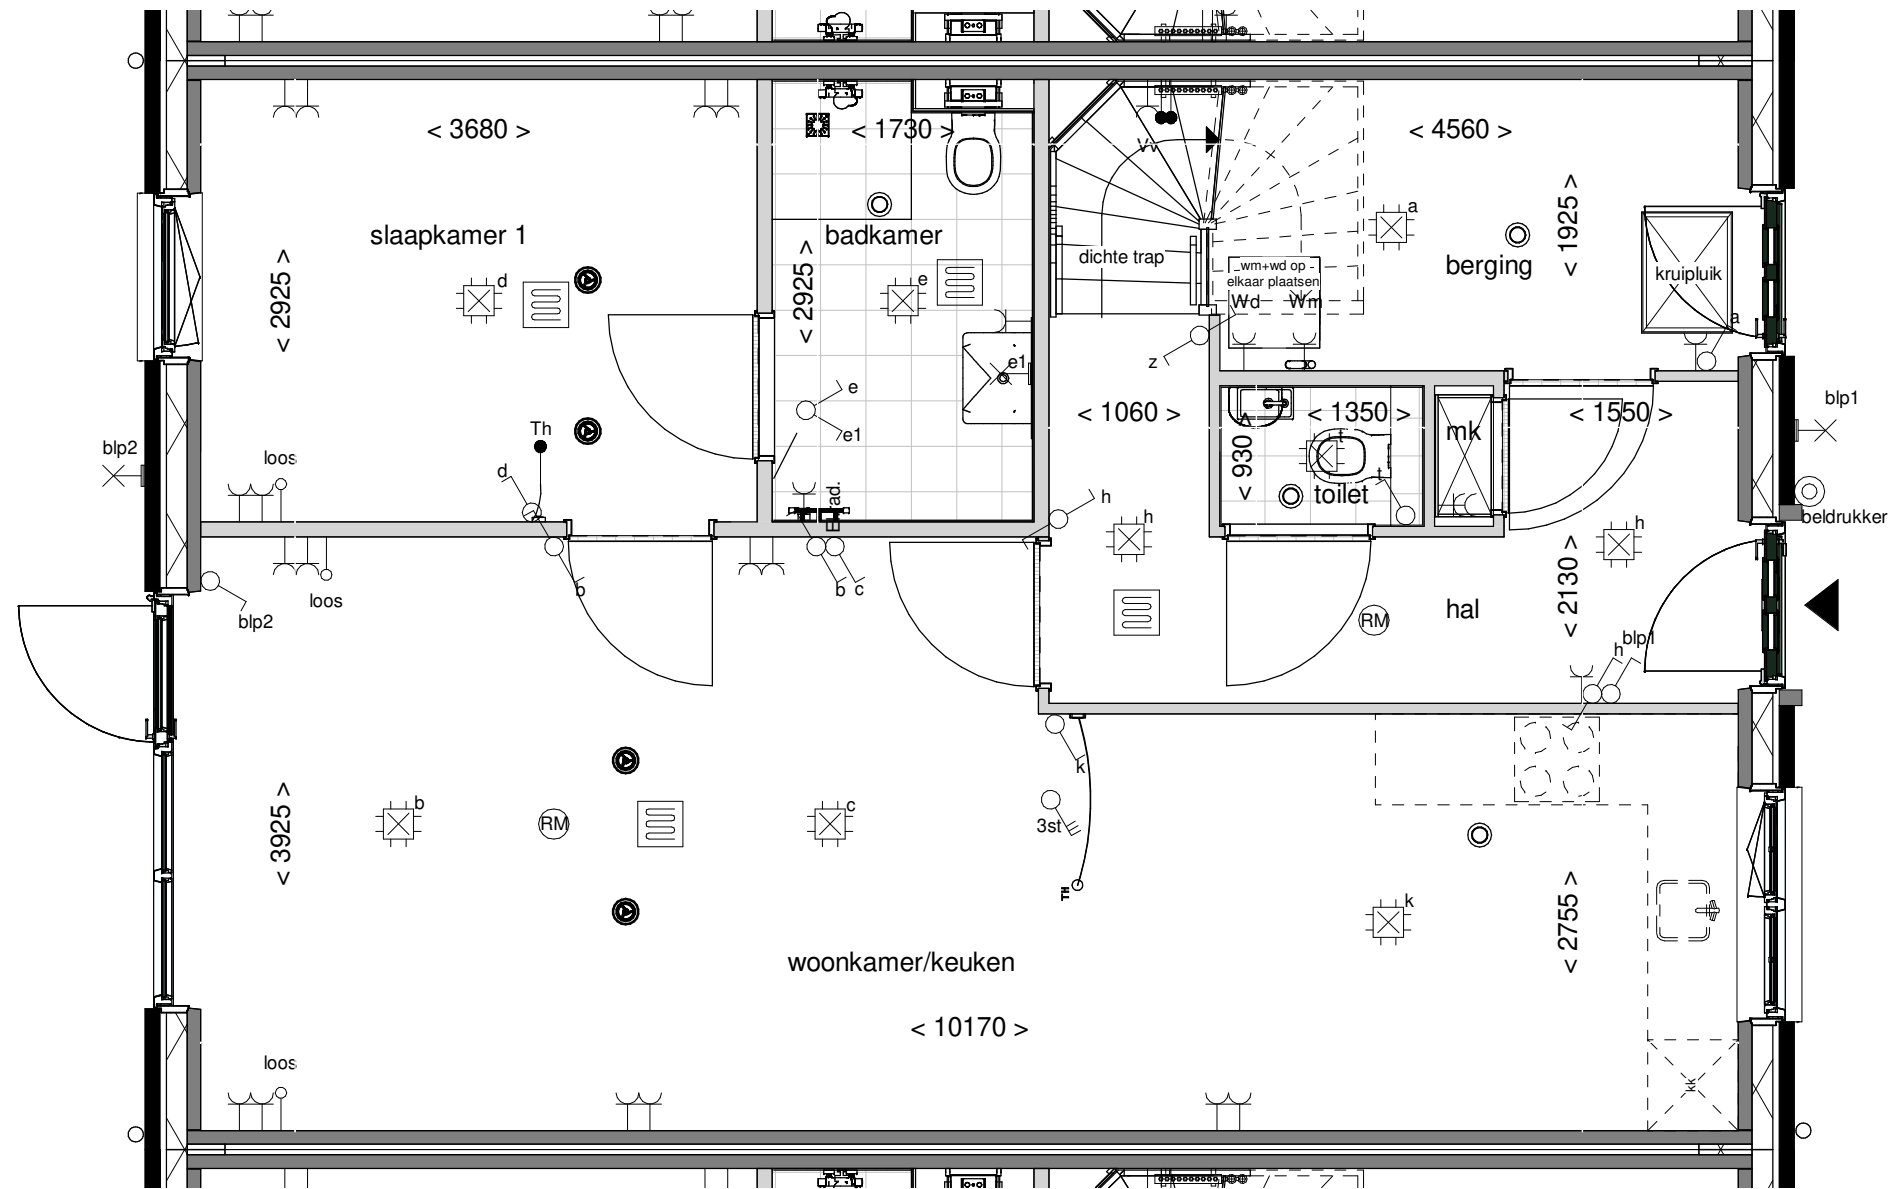 < 3680 >
< 1730 >
Vv
< 4560 >
a
slaapkamer 1
badkamer
< 1925 >
dichte trap
berging
wm+wd op
elkaar plaatsen
kruipluik
Wd
Wm
d
e
< 2925 >
< 2925 >
a
z
e1
e
e1
< 1060 >
< 930 >
< 1350 >
mk
< 1550 >
blp1
t
t
toilet
blp2
loos
Th
d
h
h
h
beldrukker
b
b
c
loos
blp2
RM
hal
< 2130 >
h
blp1
k
3st
TH
< 3925 >
b
RM
c
k
< 2755 >
woonkamer/keuken
< 10170 >
loos
kk